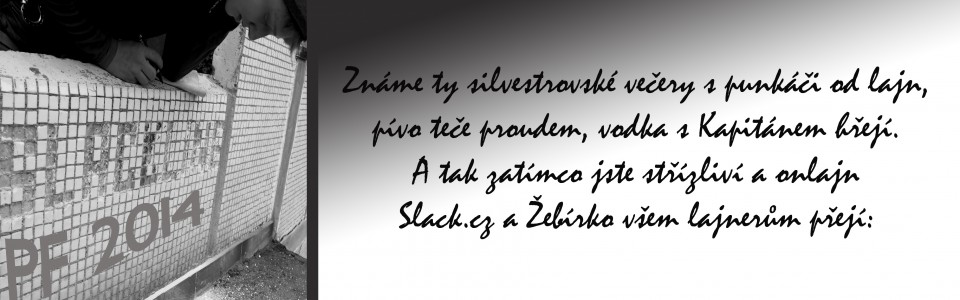 PF 2014
Známe ty silvestrovské večery s punkáči od lajn,
pívo teče proudem, vodka s Kapitánem hřejí.
A tak zatímco jste střízliví a onlajn
Slack.cz a Žebírko všem lajnerům přejí: